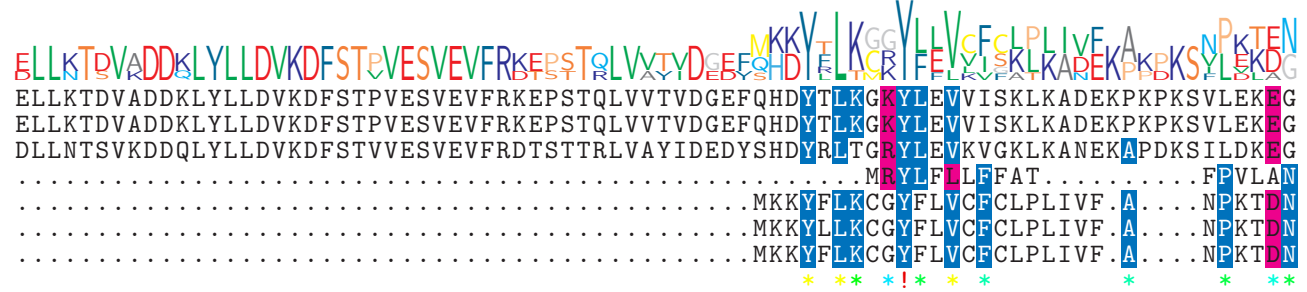 ELLKTDVADDKLYLLDVKDFSTPVESVEVFRKEPSTQLVVTVDGEFQHDYTLKGKYLEVVISKLKADEKPKPKSVLEKEG
ELLKTDVADDKLYLLDVKDFSTPVESVEVFRKEPSTQLVVTVDGEFQHDYTLKGKYLEVVISKLKADEKPKPKSVLEKEG
DLLNTSVKDDQLYLLDVKDFSTVVESVEVFRDTSTTRLVAYIDEDYSHDYRLTGRYLEVKVGKLKANEKAPDKSILDKEG
.....................................................MRYLFLLFFAT..........FPVLAN
..............................................MKKYFLKCGYFLVCFCLPLIVF.A....NPKTDN
..............................................MKKYLLKCGYFLVCFCLPLIVF.A....NPKTDN
..............................................MKKYFLKCGYFLVCFCLPLIVF.A....NPKTDN
* ** *!* * * * * **